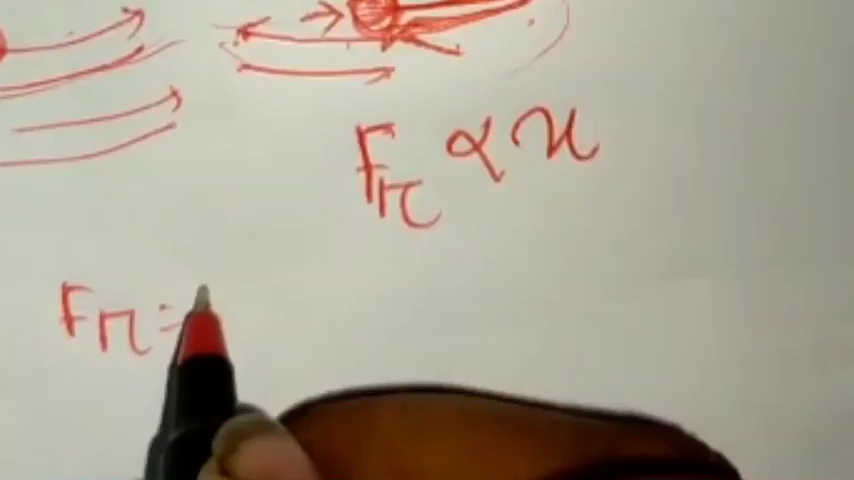 Fr ∝ x
Fr =